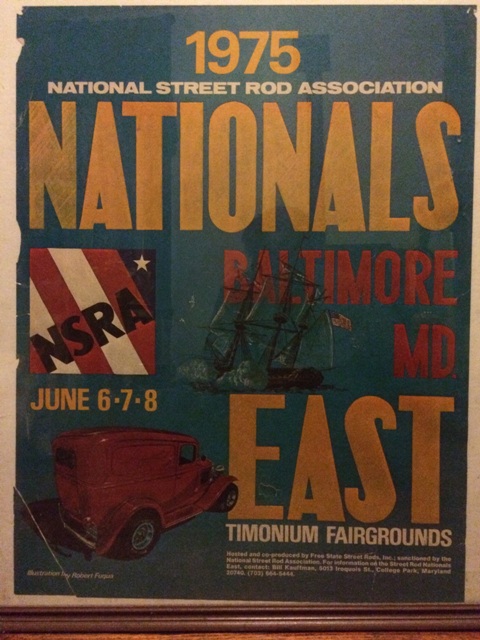 1975
NATIONAL STREET ROD ASSOCIATION
NATIONALS
NSRA
BALTIMORE
MD.
JUNE 6·7·8
EAST
TIMONIUM FAIRGROUNDS
Hosted and co-produced by Free State Street Rods, Inc.; sanctioned by the
National Street Rod Association. For information on the Street Rod Nationals
East, contact: Bill Kauffman, 5013 Iroquois St., College Park, Maryland
Illustration by Robert